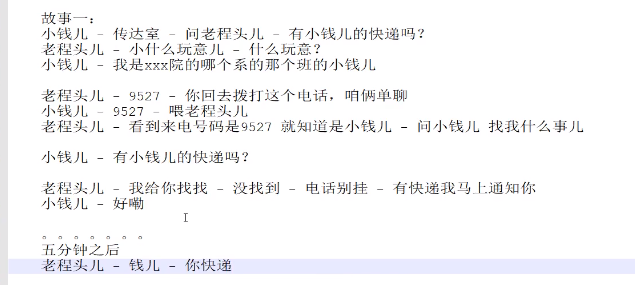 故事一：
小钱儿 - 传达室 - 问老程头儿 - 有小钱儿的快递吗？
老程头儿 - 小什么玩意儿 - 什么玩意？
小钱儿 - 我是xxx院的哪个系的那个班的小钱儿
老程头儿 - 9527 - 你回去拨打这个电话，咱俩单聊
小钱儿 - 9527 - 喂老程头儿
老程头儿 - 看到来电号码是9527 就知道是小钱儿 - 问小钱儿 找我什么事儿
小钱儿 - 有小钱儿的快递吗？
老程头儿 - 我给你找找 - 没找到 - 电话别挂 - 有快递我马上通知你
小钱儿 - 好嘞
。。。。。。。
五分钟之后
老程头儿 - 钱儿 - 你快递